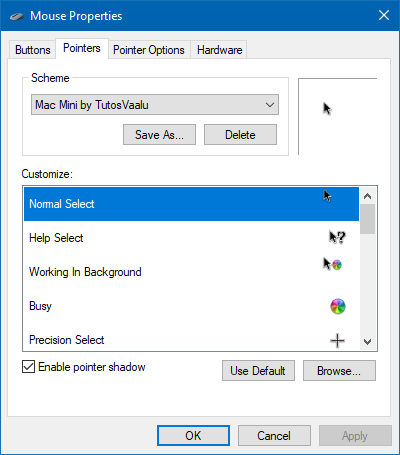 Mouse Properties
Buttons Pointers Pointer Options Hardware
Scheme
Mac Mini by TutosVaalu
Save As... Delete
Customize:
Normal Select
Help Select
Working In Background
Busy
Precision Select
Enable pointer shadow Use Default Browse...
OK Cancel Apply